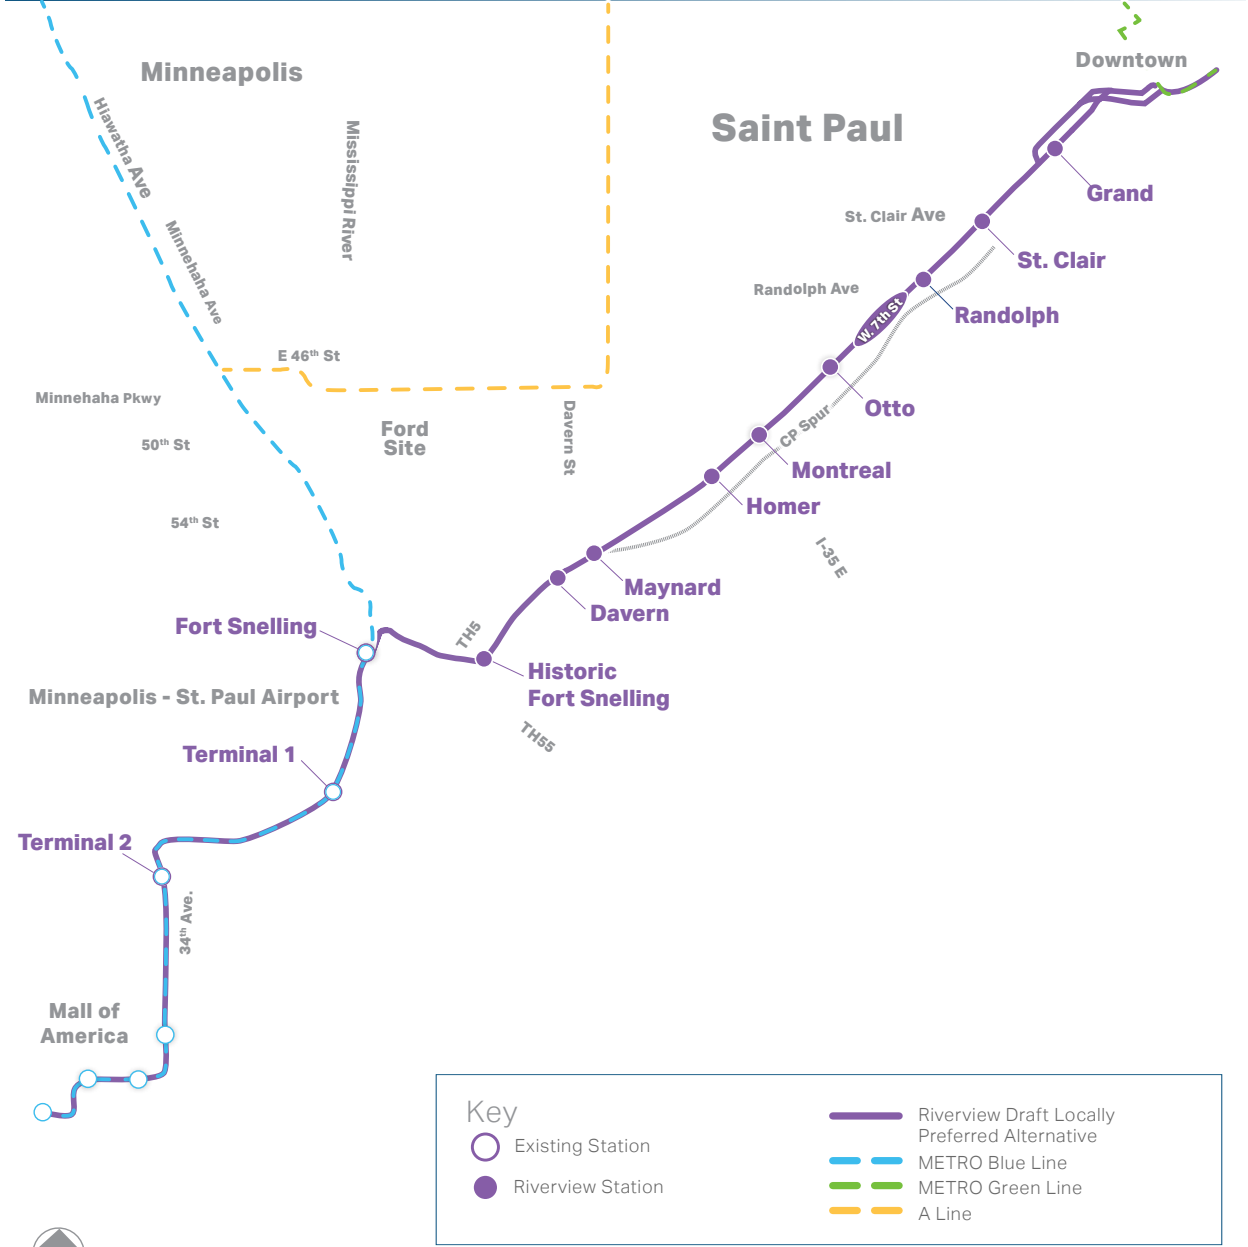 Downtown
Minneapolis
Saint Paul
Hiawatha Ave
Mississippi River
Grand
St. Clair Ave
Minnehaha Ave
St. Clair
Randolph Ave
Randolph
W. 7th St
E 46th St
Minnehaha Pkwy
Otto
CP Spur
Ford
Site
Davern St
50th St
Montreal
Homer
54th St
I-35 E
Maynard
Davern
Fort Snelling
TH5
Historic
Fort Snelling
Minneapolis - St. Paul Airport
TH55
Terminal 1
Terminal 2
34th Ave.
Mall of
America
Key
Existing Station
Riverview Station
Riverview Draft Locally
Preferred Alternative
METRO Blue Line
METRO Green Line
A Line